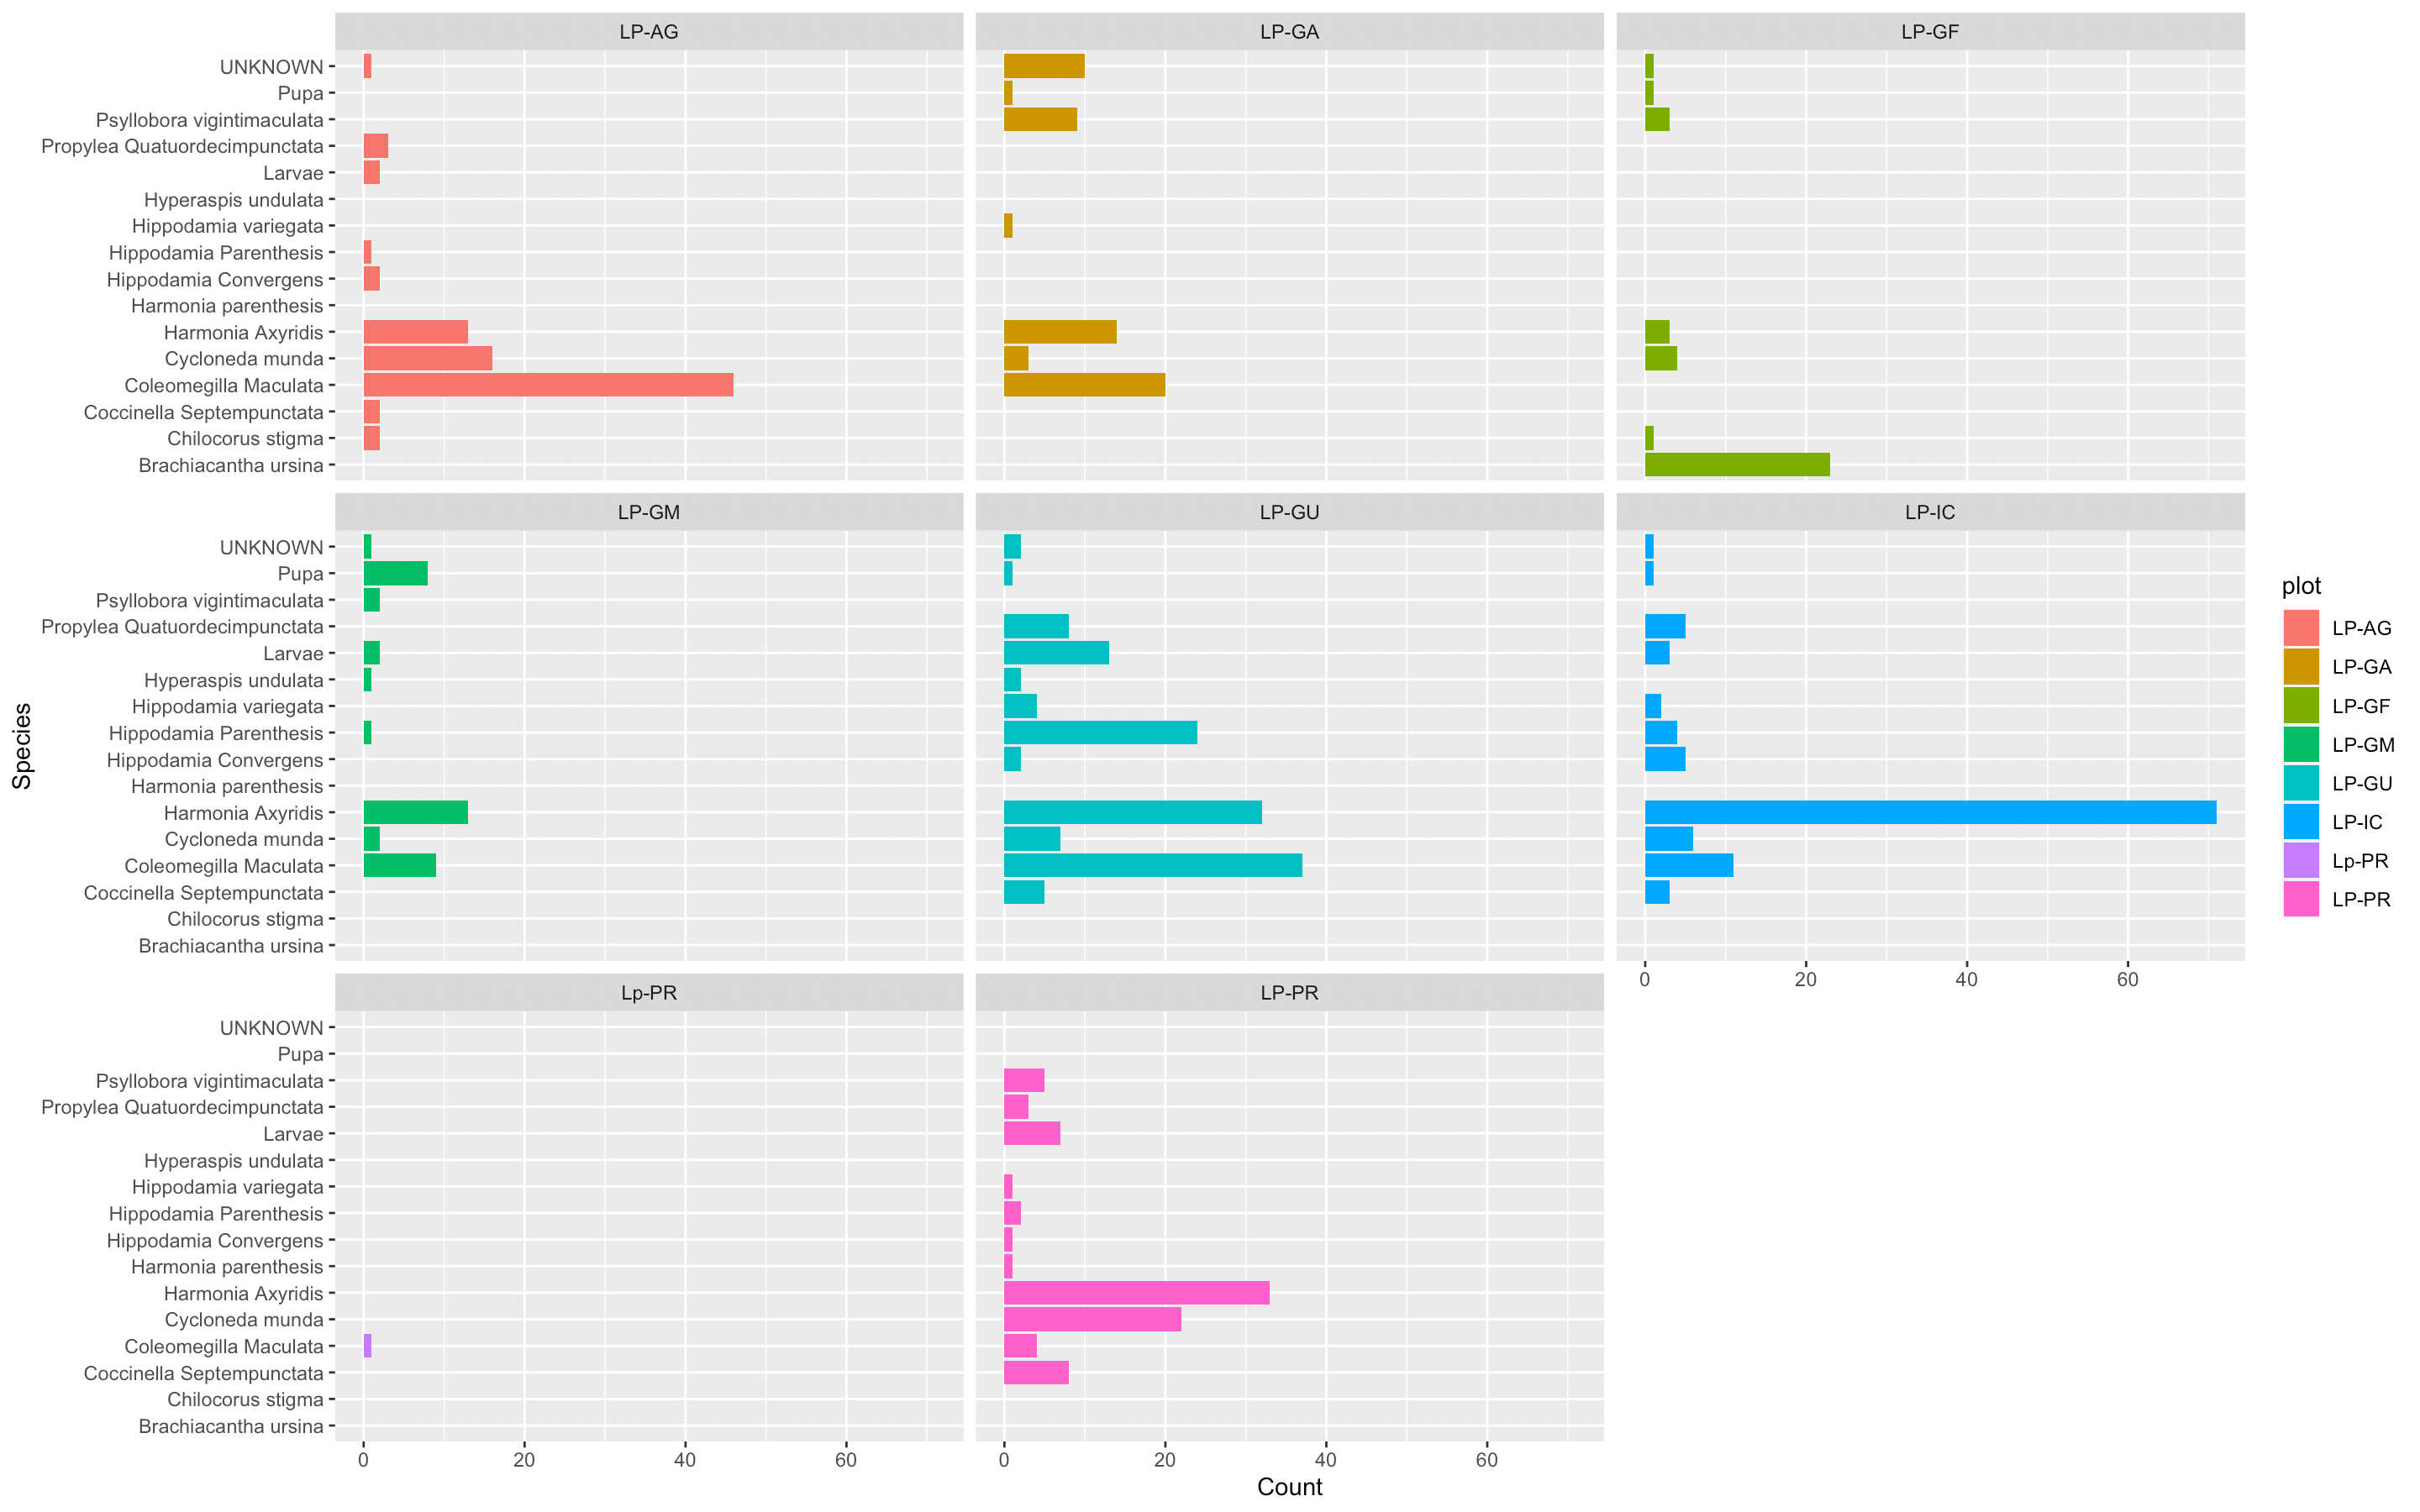 LP-AG
LP-GA
LP-GF
UNKNOWN
Pupa
Psyllobora vigintimaculata
Propylea Quatuordecimpunctata
Larvae
Hyperaspis undulata
Hippodamia variegata
Hippodamia Parenthesis
Hippodamia Convergens
Harmonia parenthesis
Harmonia Axyridis
Cycloneda munda
Coleomegilla Maculata
Coccinella Septempunctata
Chilocorus stigma
Brachiacantha ursina
LP-GM
LP-GU
LP-IC
UNKNOWN
Pupa
Psyllobora vigintimaculata
Propylea Quatuordecimpunctata
Larvae
Hyperaspis undulata
Hippodamia variegata
Hippodamia Parenthesis
Hippodamia Convergens
Harmonia parenthesis
Harmonia Axyridis
Cycloneda munda
Coleomegilla Maculata
Coccinella Septempunctata
Chilocorus stigma
Brachiacantha ursina
0 20 40 60
Lp-PR
LP-PR
UNKNOWN
Pupa
Psyllobora vigintimaculata
Propylea Quatuordecimpunctata
Larvae
Hyperaspis undulata
Hippodamia variegata
Hippodamia Parenthesis
Hippodamia Convergens
Harmonia parenthesis
Harmonia Axyridis
Cycloneda munda
Coleomegilla Maculata
Coccinella Septempunctata
Chilocorus stigma
Brachiacantha ursina
0 20 40 60
0 20 40 60
Count
Species
plot
LP-AG
LP-GA
LP-GF
LP-GM
LP-GU
LP-IC
Lp-PR
LP-PR